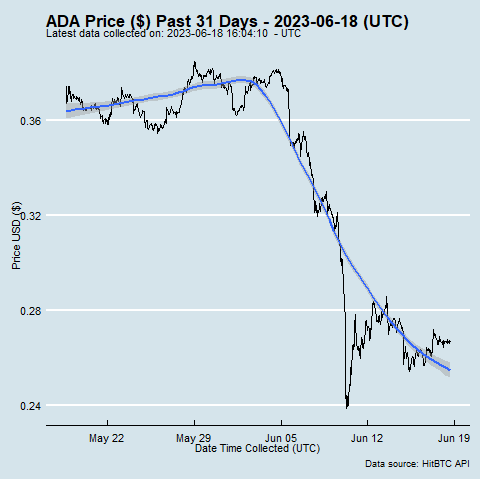 ADA Price ($) Past 31 Days - 2023-06-18 (UTC)
Latest data collected on: 2023-06-18 16:04:10 - UTC
0.36
0.32
0.28
0.24
Price USD ($)
May 22
May 29
Jun 05
Jun 12
Jun 19
Date Time Collected (UTC)
Data source: HitBTC API